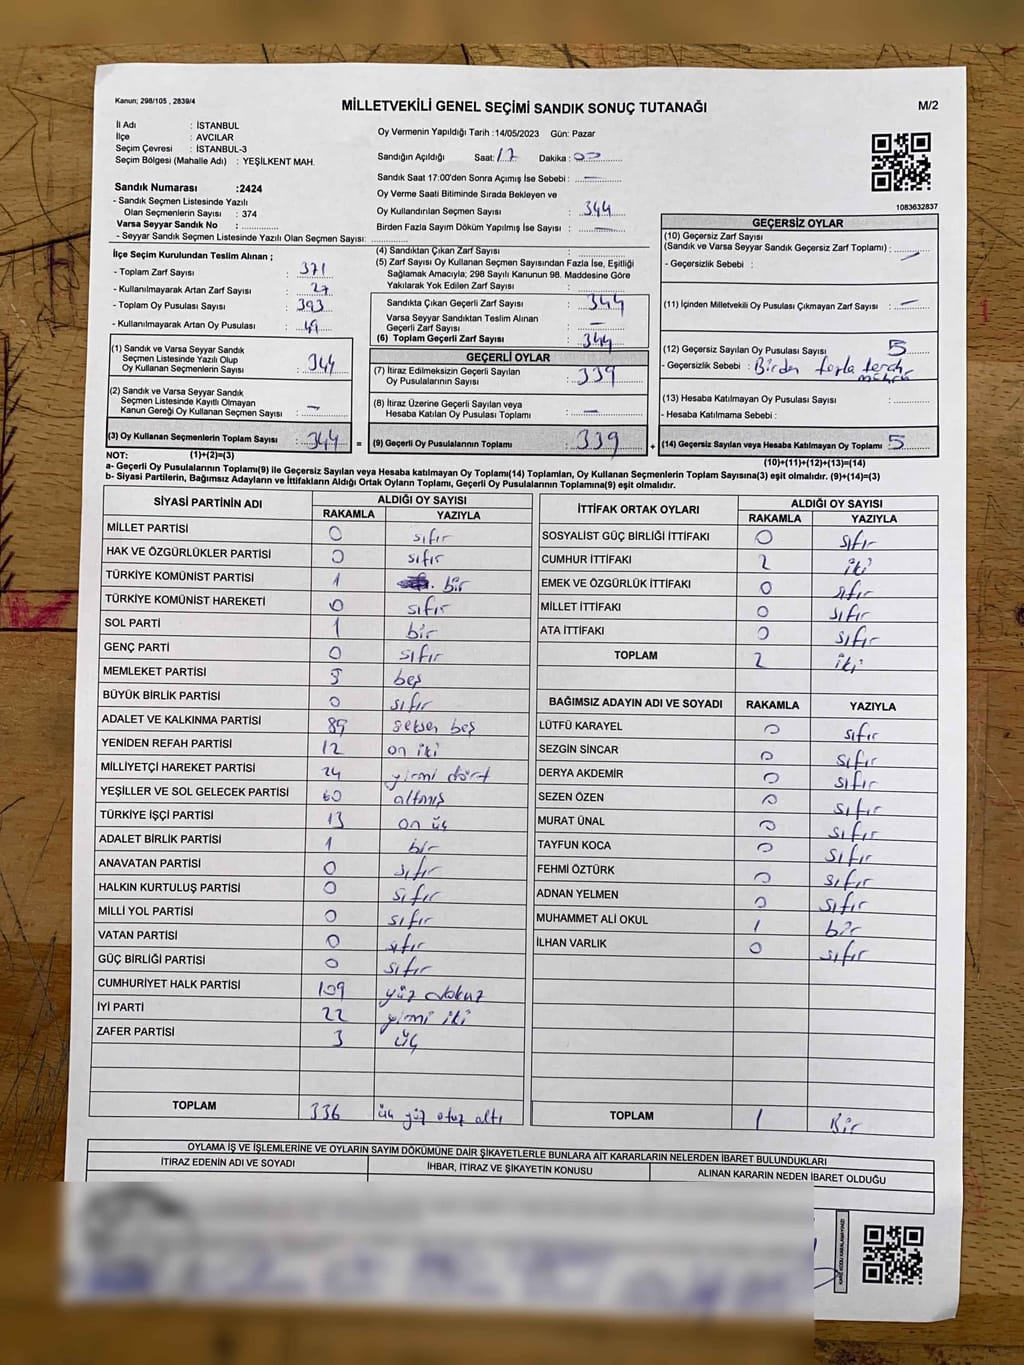 Kanun; 298/105 , 2839/4
MİLLETVEKİLİ GENEL SEÇİMİ SANDIK SONUÇ TUTANAĞI
M/2
İl Adı : İSTANBUL
İlçe : AVCILAR
Seçim Çevresi : İSTANBUL-3
Seçim Bölgesi (Mahalle Adı) : YEŞİLKENT MAH.
Sandık Numarası :2424
- Sandık Seçmen Listesinde Yazılı
Olan Seçmenlerin Sayısı : 374
Varsa Seyyar Sandık No :
- Seyyar Sandık Seçmen Listesinde Yazılı Olan Seçmen Sayısı:
Oy Vermenin Yapıldığı Tarih :14/05/2023 Gün: Pazar
Sandığın Açıldığı Saat: 17 Dakika : 00
Sandık Saat 17:00'den Sonra Açımış İse Sebebi : —
Oy Verme Saati Bitiminde Sırada Bekleyen ve
Oy Kullandırılan Seçmen Sayısı : 344
Birden Fazla Sayım Döküm Yapılmış İse Sayısı : —
1083632837
İlçe Seçim Kurulundan Teslim Alınan ;
- Toplam Zarf Sayısı : 371
- Kullanılmayarak Artan Zarf Sayısı : 27
- Toplam Oy Pusulası Sayısı : 393
- Kullanılmayarak Artan Oy Pusulası : 49
(4) Sandıktan Çıkan Zarf Sayısı :
(5) Zarf Sayısı Oy Kullanan Seçmen Sayısından Fazla İse, Eşitliği
Sağlamak Amacıyla; 298 Sayılı Kanunun 98. Maddesine Göre
Yakılarak Yok Edilen Zarf Sayısı :
Sandıkta Çıkan Geçerli Zarf Sayısı : 344
Varsa Seyyar Sandıktan Teslim Alınan
Geçerli Zarf Sayısı : —
(6) Toplam Geçerli Zarf Sayısı : 344
GEÇERSİZ OYLAR
(10) Geçersiz Zarf Sayısı
(Sandık ve Varsa Seyyar Sandık Geçersiz Zarf Toplamı) : —
- Geçersizlik Sebebi :
(11) İçinden Milletvekili Oy Pusulası Çıkmayan Zarf Sayısı : —
(12) Geçersiz Sayılan Oy Pusulası Sayısı : 5
- Geçersizlik Sebebi : Birden fazla tercih
mührü
(13) Hesaba Katılmayan Oy Pusulası Sayısı :
- Hesaba Katılmama Sebebi :
(14) Geçersiz Sayılan veya Hesaba Katılmayan Oy Toplamı : 5
(10)+(11)+(12)+(13)=(14)
(1) Sandık ve Varsa Seyyar Sandık
Seçmen Listesinde Yazılı Olup
Oy Kullanan Seçmenlerin Sayısı : 344
(2) Sandık ve Varsa Seyyar Sandık
Seçmen Listesinde Kayıtlı Olmayan
Kanun Gereği Oy Kullanan Seçmen Sayısı : —
(3) Oy Kullanan Seçmenlerin Toplam Sayısı : 344 =
(1)+(2)=(3)
GEÇERLİ OYLAR
(7) İtiraz Edilmeksizin Geçerli Sayılan
Oy Pusulalarının Sayısı : 339
(8) İtiraz Üzerine Geçerli Sayılan veya
Hesaba Katılan Oy Pusulası Toplamı : —
(9) Geçerli Oy Pusulalarının Toplamı : 339 +
NOT:
a- Geçerli Oy Pusulalarının Toplamı(9) ile Geçersiz Sayılan veya Hesaba katılmayan Oy Toplamı(14) Toplamları, Oy Kullanan Seçmenlerin Toplam Sayısına(3) eşit olmalıdır. (9)+(14)=(3)
b- Siyasi Partilerin, Bağımsız Adayların ve İttifakların Aldığı Ortak Oyların Toplamı, Geçerli Oy Pusulalarının Toplamına(9) eşit olmalıdır.
SİYASİ PARTİNİN ADI ALDIĞI OY SAYISI
RAKAMLA YAZIYLA
MİLLET PARTİSİ 0 sıfır
HAK VE ÖZGÜRLÜKLER PARTİSİ 0 sıfır
TÜRKİYE KOMÜNİST PARTİSİ 1 bir
TÜRKİYE KOMÜNİST HAREKETİ 0 sıfır
SOL PARTİ 1 bir
GENÇ PARTİ 0 sıfır
MEMLEKET PARTİSİ 5 beş
BÜYÜK BİRLİK PARTİSİ 0 sıfır
ADALET VE KALKINMA PARTİSİ 85 seksen beş
YENİDEN REFAH PARTİSİ 12 on iki
MİLLİYETÇİ HAREKET PARTİSİ 24 yirmi dört
YEŞİLLER VE SOL GELECEK PARTİSİ 60 altmış
TÜRKİYE İŞÇİ PARTİSİ 13 on üç
ADALET BİRLİK PARTİSİ 1 bir
ANAVATAN PARTİSİ 0 sıfır
HALKIN KURTULUŞ PARTİSİ 0 sıfır
MİLLİ YOL PARTİSİ 0 sıfır
VATAN PARTİSİ 0 sıfır
GÜÇ BİRLİĞİ PARTİSİ 0 sıfır
CUMHURİYET HALK PARTİSİ 109 yüz dokuz
İYİ PARTİ 22 yirmi iki
ZAFER PARTİSİ 3 üç
TOPLAM 336 üç yüz otuz altı
İTTİFAK ORTAK OYLARI ALDIĞI OY SAYISI
RAKAMLA YAZIYLA
SOSYALİST GÜÇ BİRLİĞİ İTTİFAKI 0 sıfır
CUMHUR İTTİFAKI 2 iki
EMEK VE ÖZGÜRLÜK İTTİFAKI 0 sıfır
MİLLET İTTİFAKI 0 sıfır
ATA İTTİFAKI 0 sıfır
TOPLAM 2 iki
BAĞIMSIZ ADAYIN ADI VE SOYADI RAKAMLA YAZIYLA
LÜTFÜ KARAYEL 0 sıfır
SEZGİN SİNCAR 0 sıfır
DERYA AKDEMİR 0 sıfır
SEZEN ÖZEN 0 sıfır
MURAT ÜNAL 0 sıfır
TAYFUN KOCA 0 sıfır
FEHMİ ÖZTÜRK 0 sıfır
ADNAN YELMEN 0 sıfır
MUHAMMET ALİ OKUL 1 bir
İLHAN VARLIK 0 sıfır
TOPLAM 1 Bir
OYLAMA İŞ VE İŞLEMLERİNE VE OYLARIN SAYIM DÖKÜMÜNE DAİR ŞİKAYETLERLE BUNLARA AİT KARARLARIN NELERDEN İBARET BULUNDUKLARI
İTİRAZ EDENİN ADI VE SOYADI İHBAR, İTİRAZ VE ŞİKAYETİN KONUSU ALINAN KARARIN NEDEN İBARET OLDUĞU
KARE KODU KARALAMAYINIZ!